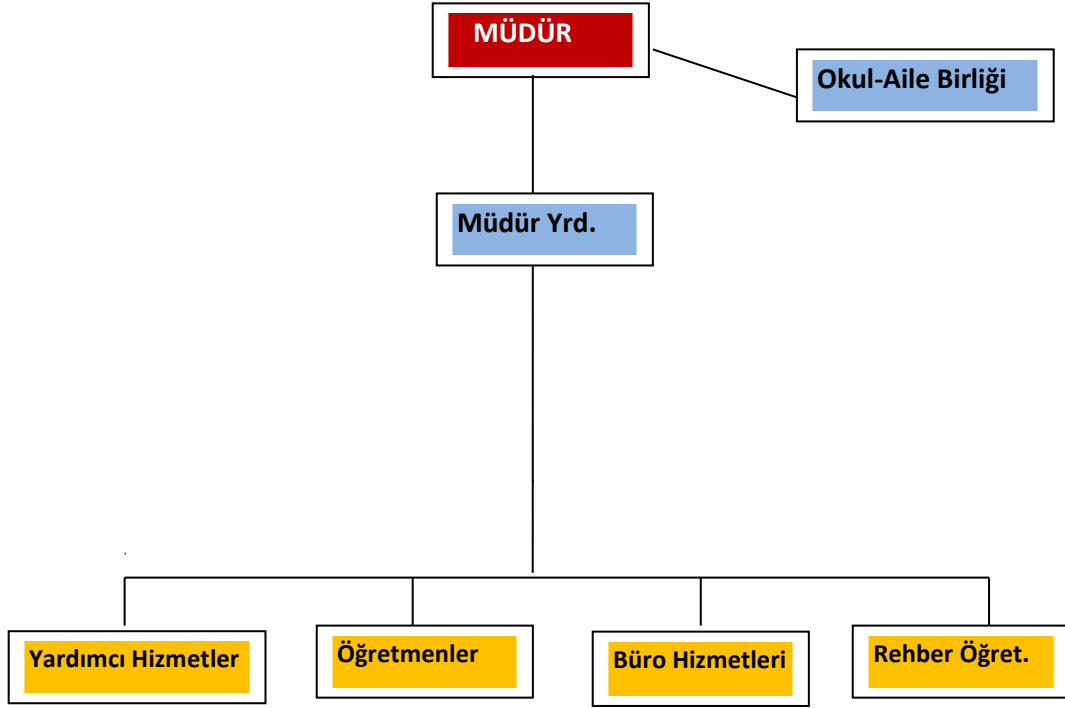 MÜDÜR
Okul-Aile Birliği
Müdür Yrd.
Yardımcı Hizmetler
Öğretmenler
Büro Hizmetleri
Rehber Öğret.